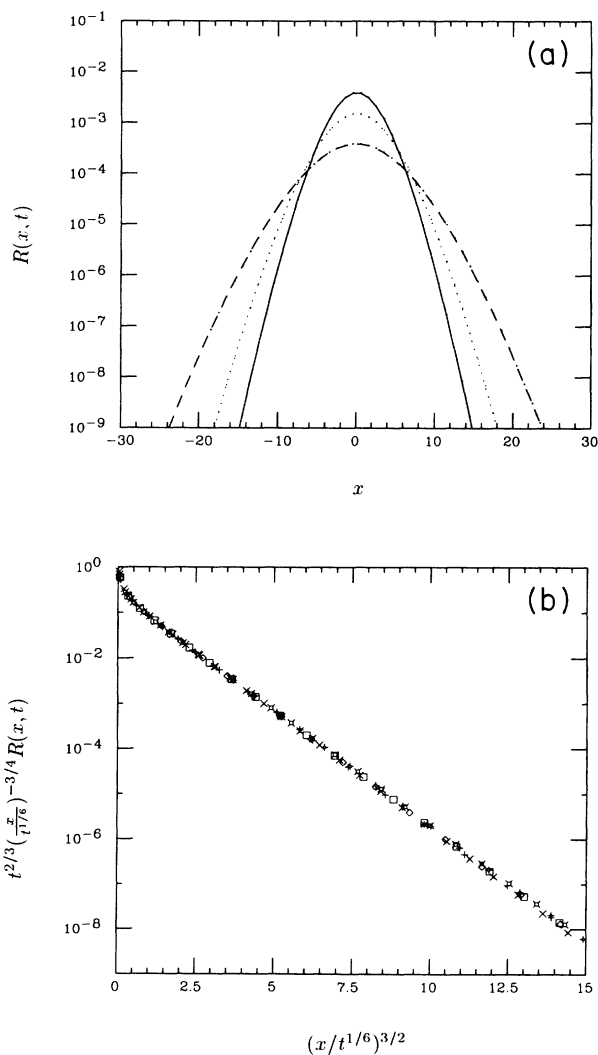 (a)
10^{-1}
10^{-2}
10^{-3}
10^{-4}
10^{-5}
10^{-6}
10^{-7}
10^{-8}
10^{-9}
R(x, t)
-30 -20 -10 0 10 20 30
x
(b)
10^{0}
10^{-2}
10^{-4}
10^{-6}
10^{-8}
t^{2/3}(\frac{x}{t^{1/6}})^{-3/4}R(x, t)
0 2.5 5 7.5 10 12.5 15
(x/t^{1/6})^{3/2}